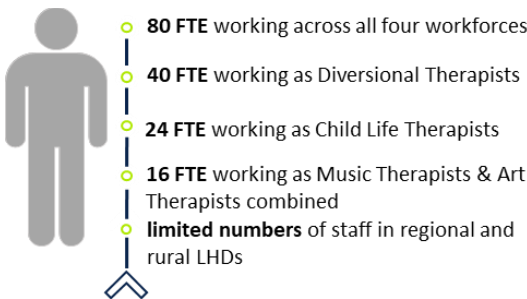 80 FTE working across all four workforces
40 FTE working as Diversional Therapists
24 FTE working as Child Life Therapists
16 FTE working as Music Therapists & Art
Therapists combined
limited numbers of staff in regional and
rural LHDs